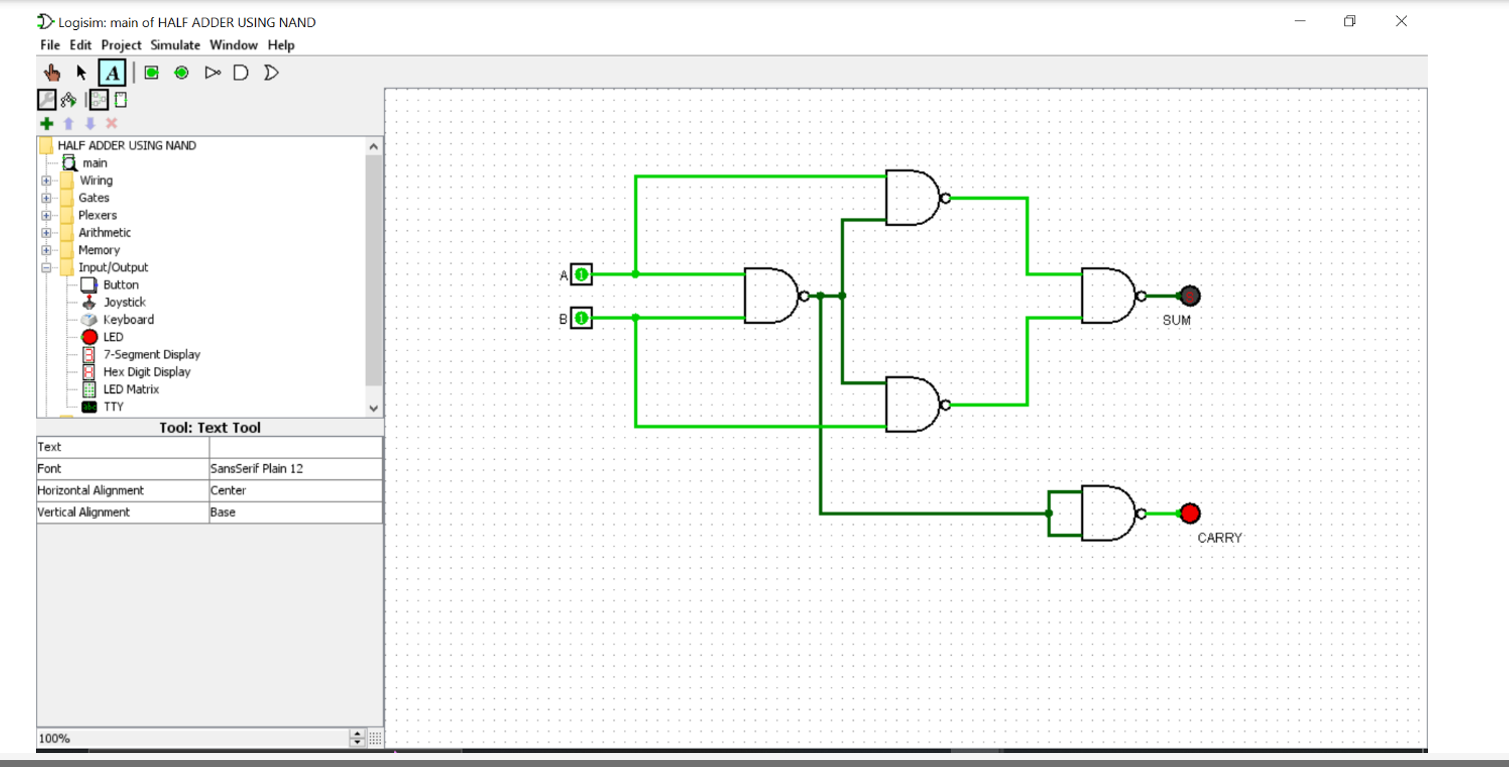 Logisim: main of HALF ADDER USING NAND
File Edit Project Simulate Window Help
A
HALF ADDER USING NAND
main
Wiring
Gates
Plexers
Arithmetic
Memory
Input/Output
Button
Joystick
Keyboard
LED
7-Segment Display
Hex Digit Display
LED Matrix
TTY
Tool: Text Tool
Text
Font SansSerif Plain 12
Horizontal Alignment Center
Vertical Alignment Base
100%
A 1
B 1
SUM
CARRY